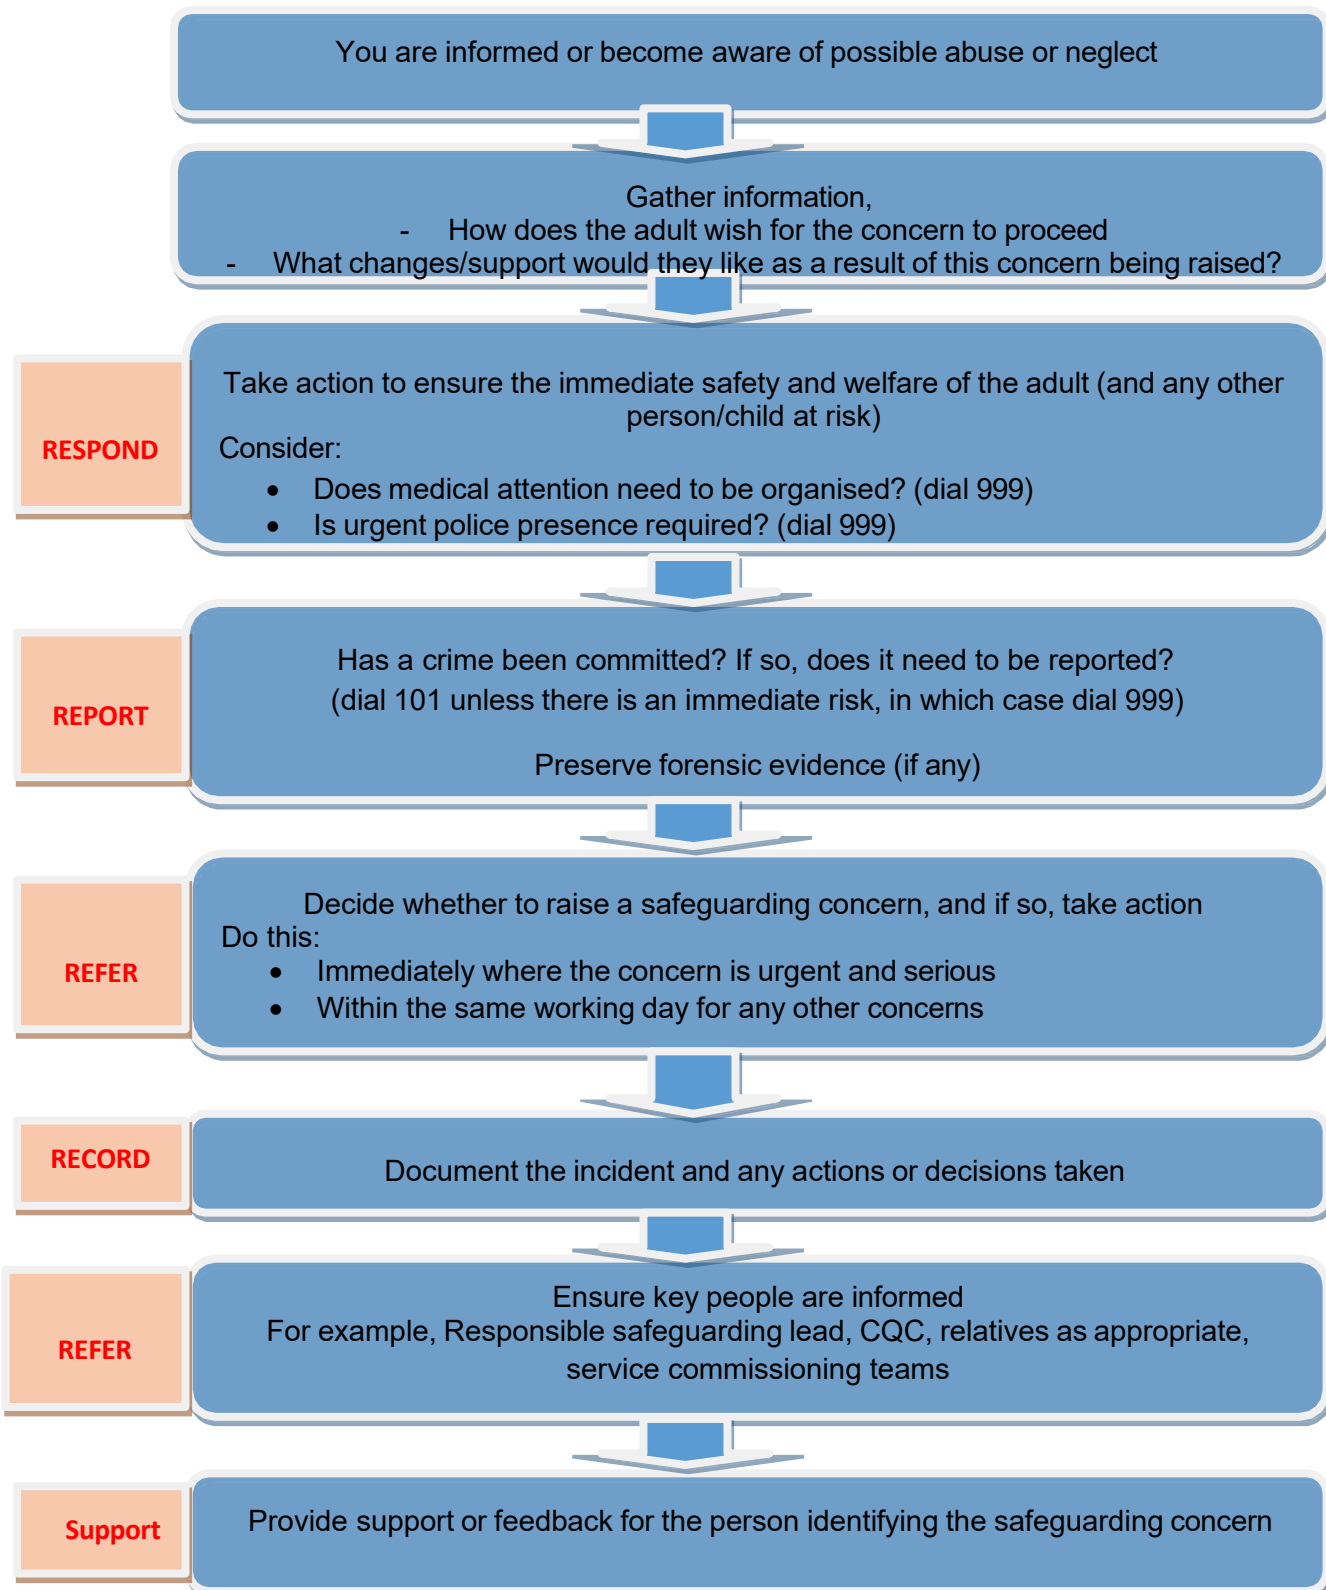 You are informed or become aware of possible abuse or neglect
Gather information,
- How does the adult wish for the concern to proceed
- What changes/support would they like as a result of this concern being raised?
RESPOND
Take action to ensure the immediate safety and welfare of the adult (and any other
person/child at risk)
Consider:
• Does medical attention need to be organised? (dial 999)
• Is urgent police presence required? (dial 999)
REPORT
Has a crime been committed? If so, does it need to be reported?
(dial 101 unless there is an immediate risk, in which case dial 999)
Preserve forensic evidence (if any)
REFER
Decide whether to raise a safeguarding concern, and if so, take action
Do this:
• Immediately where the concern is urgent and serious
• Within the same working day for any other concerns
RECORD
Document the incident and any actions or decisions taken
REFER
Ensure key people are informed
For example, Responsible safeguarding lead, CQC, relatives as appropriate,
service commissioning teams
Support
Provide support or feedback for the person identifying the safeguarding concern